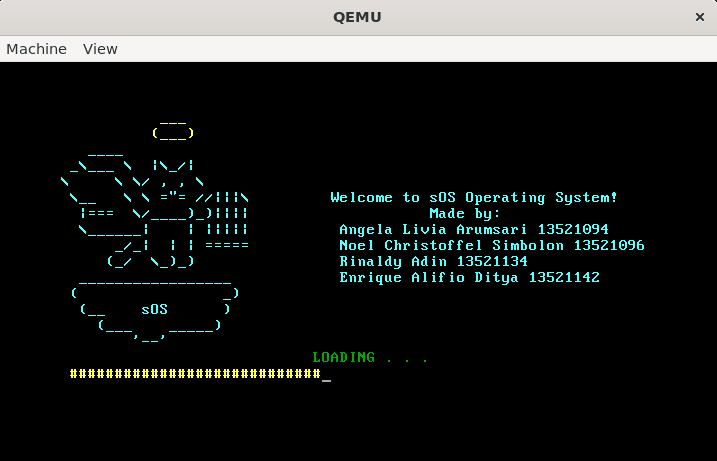 QEMU
Machine View
Welcome to sOS Operating System!
Made by:
Angela Livia Arumsari 13521094
Noel Christoffel Simbolon 13521096
Rinaldy Adin 13521134
Enrique Alifio Ditya 13521142
sOS
LOADING . . .
############################